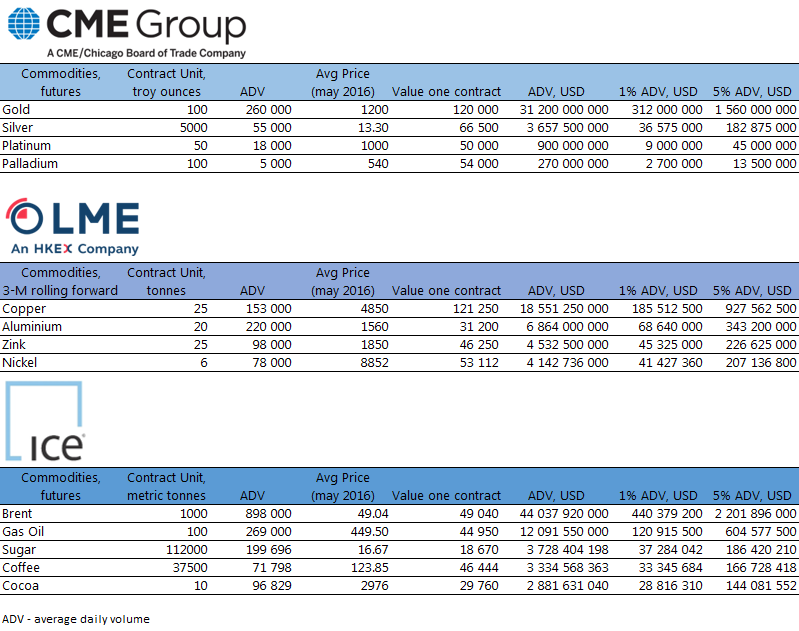 CME Group
A CME/Chicago Board of Trade Company
Commodities, Contract Unit, Avg Price
futures troy ounces ADV (may 2016) Value one contract ADV, USD 1% ADV, USD 5% ADV, USD
Gold 100 260 000 1200 120 000 31 200 000 000 312 000 000 1 560 000 000
Silver 5000 55 000 13.30 66 500 3 657 500 000 36 575 000 182 875 000
Platinum 50 18 000 1000 50 000 900 000 000 9 000 000 45 000 000
Palladium 100 5 000 540 54 000 270 000 000 2 700 000 13 500 000
LME
An HKEX Company
Commodities, Contract Unit, Avg Price
3-M rolling forward tonnes ADV (may 2016) Value one contract ADV, USD 1% ADV, USD 5% ADV, USD
Copper 25 153 000 4850 121 250 18 551 250 000 185 512 500 927 562 500
Aluminium 20 220 000 1560 31 200 6 864 000 000 68 640 000 343 200 000
Zink 25 98 000 1850 46 250 4 532 500 000 45 325 000 226 625 000
Nickel 6 78 000 8852 53 112 4 142 736 000 41 427 360 207 136 800
ice
Commodities, Contract Unit, Avg Price
futures metric tonnes ADV (may 2016) Value one contract ADV, USD 1% ADV, USD 5% ADV, USD
Brent 1000 898 000 49.04 49 040 44 037 920 000 440 379 200 2 201 896 000
Gas Oil 100 269 000 449.50 44 950 12 091 550 000 120 915 500 604 577 500
Sugar 112000 199 696 16.67 18 670 3 728 404 198 37 284 042 186 420 210
Coffee 37500 71 798 123.85 46 444 3 334 568 363 33 345 684 166 728 418
Cocoa 10 96 829 2976 29 760 2 881 631 040 28 816 310 144 081 552
ADV - average daily volume